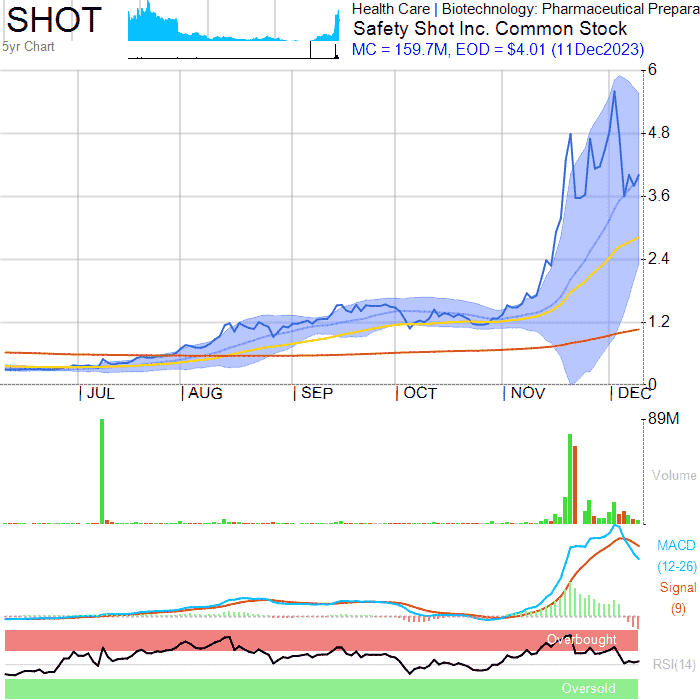 SHOT
5yr Chart
Health Care | Biotechnology: Pharmaceutical Prepara
Safety Shot Inc. Common Stock
MC = 159.7M, EOD = $4.01 (11Dec2023)
6
4.8
3.6
2.4
1.2
0
JUL AUG SEP OCT NOV DEC
89M
Volume
MACD
(12-26)
Signal
(9)
Overbought
RSI(14)
Oversold